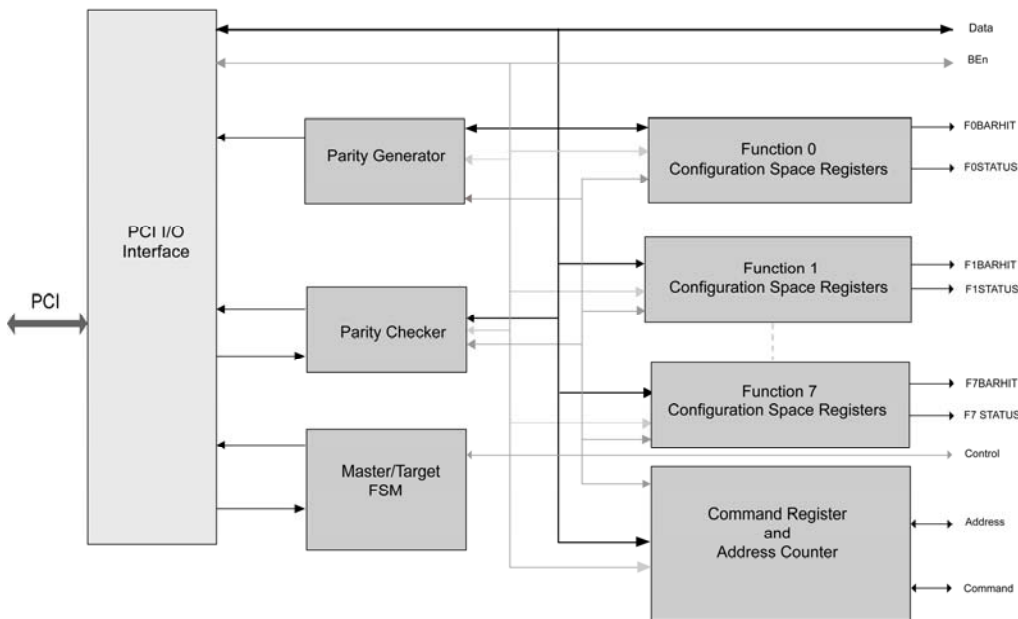 Data
BEn
Parity Generator
Function 0
Configuration Space Registers
F0BARHIT
F0STATUS
PCI I/O
Interface
Function 1
Configuration Space Registers
F1BARHIT
F1STATUS
PCI
Parity Checker
Function 7
Configuration Space Registers
F7BARHIT
F7 STATUS
Master/Target
FSM
Control
Command Register
and
Address Counter
Address
Command